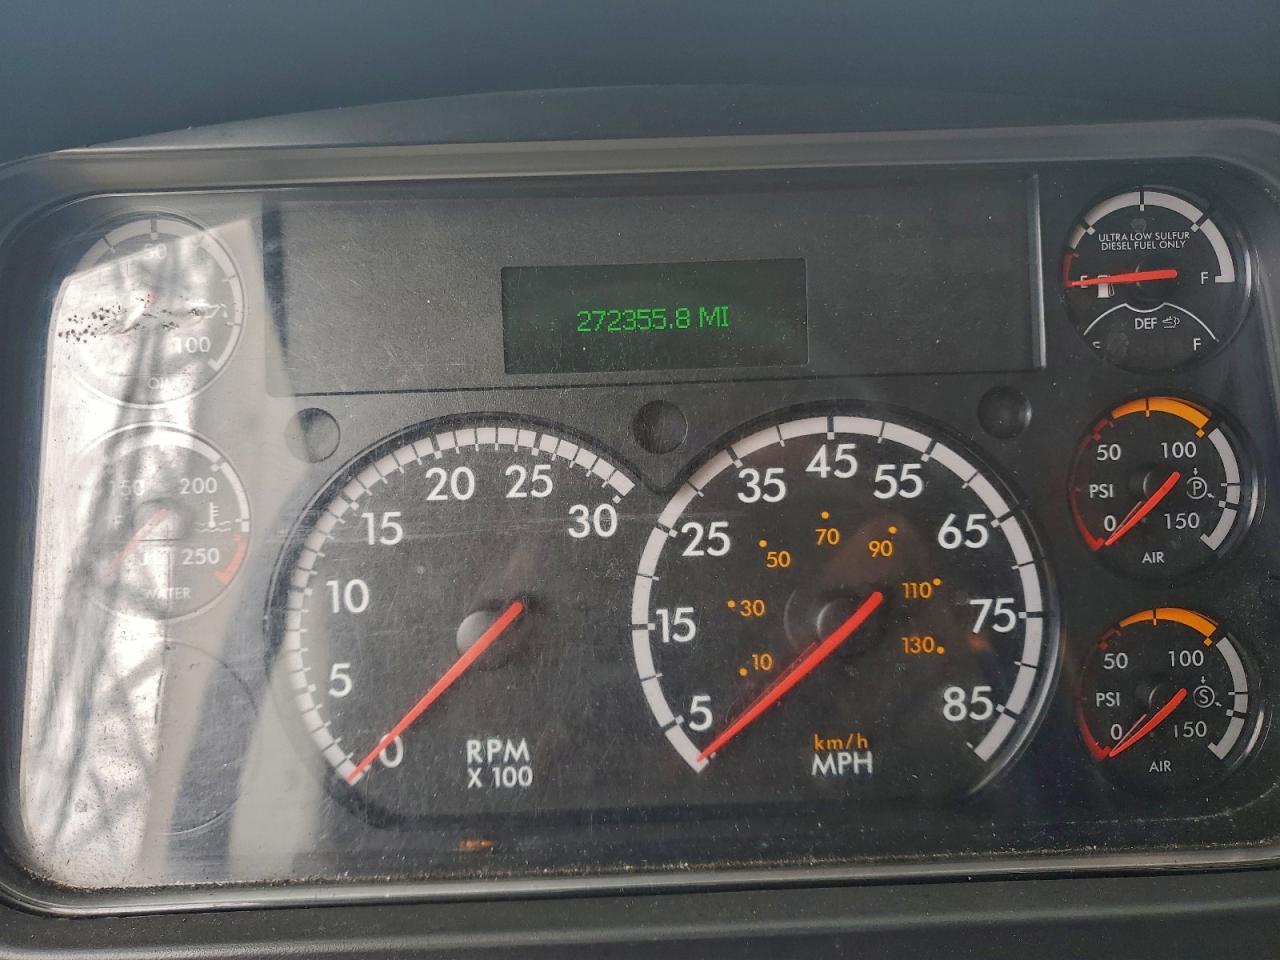 272355.8 MI
50
100
OIL
150 200
250
WATER
5
10
15
20
25
30
0
RPM
X 100
5
15
25
35
45
55
65
75
85
10
30
50
70
90
110
130
km/h
MPH
ULTRA LOW SULFUR
DIESEL FUEL ONLY
E F
DEF
E F
50 100
PSI P
0 150
AIR
50 100
PSI S
0 150
AIR